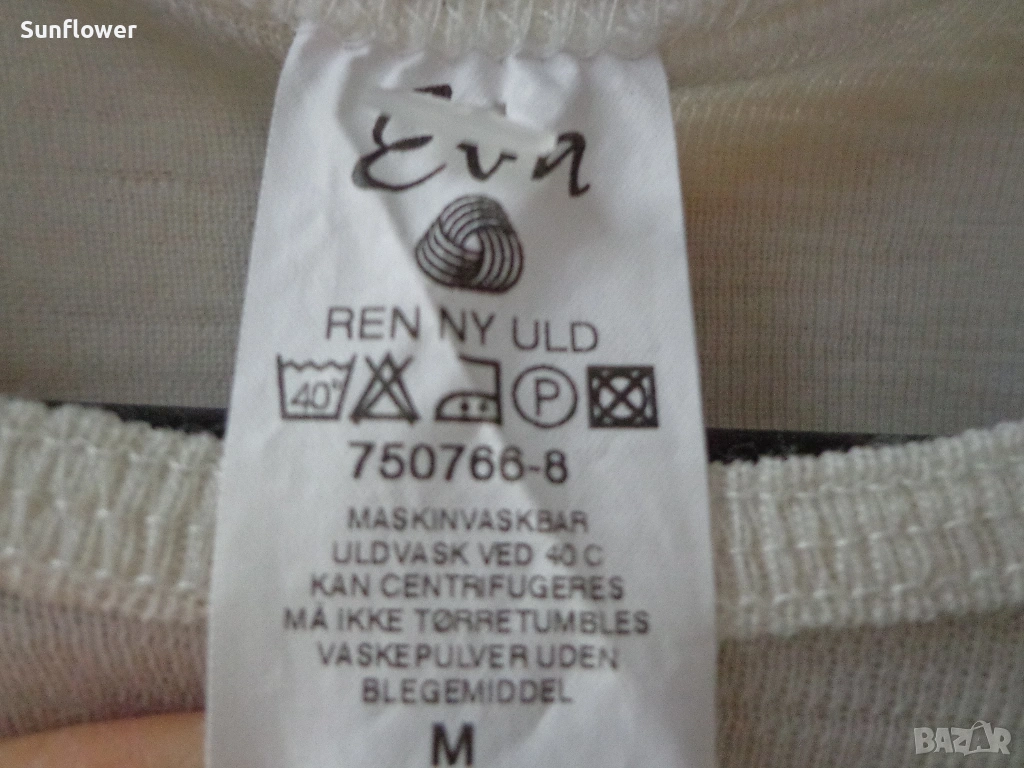 Sunflower
Eva
REN NY ULD
40° P
750766-8
MASKINVASKBAR
ULDVASK VED 40 C
KAN CENTRIFUGERES
MÅ IKKE TØRRETUMBLES
VASKEPULVER UDEN
BLEGEMIDDEL
M
BAZAR